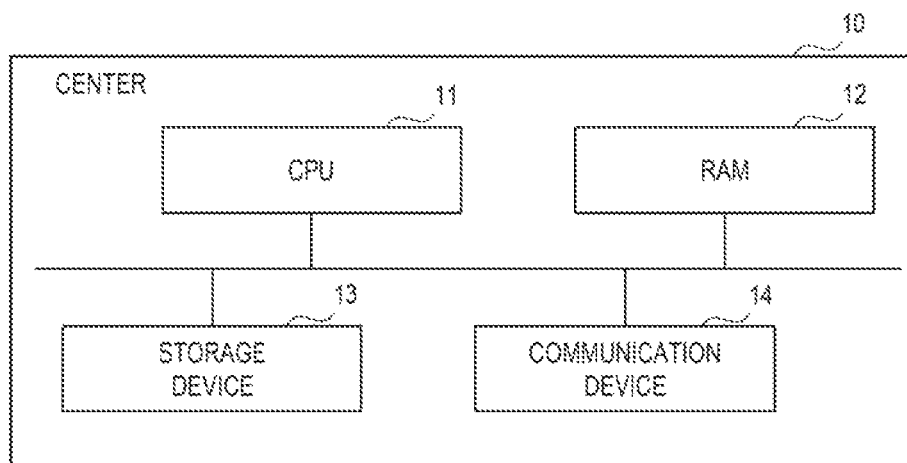 10
CENTER
11
12
CPU
RAM
13
14
STORAGE
DEVICE
COMMUNICATION
DEVICE